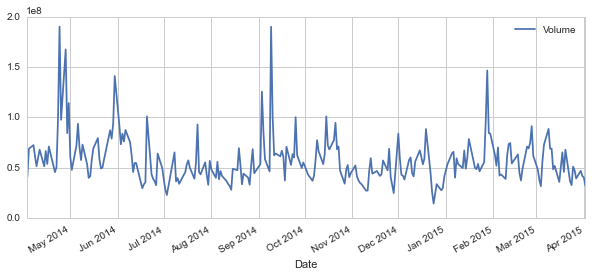 1e8
2.0
1.5
1.0
0.5
0.0
Volume
May 2014
Jun 2014
Jul 2014
Aug 2014
Sep 2014
Oct 2014
Nov 2014
Dec 2014
Jan 2015
Feb 2015
Mar 2015
Apr 2015
Date